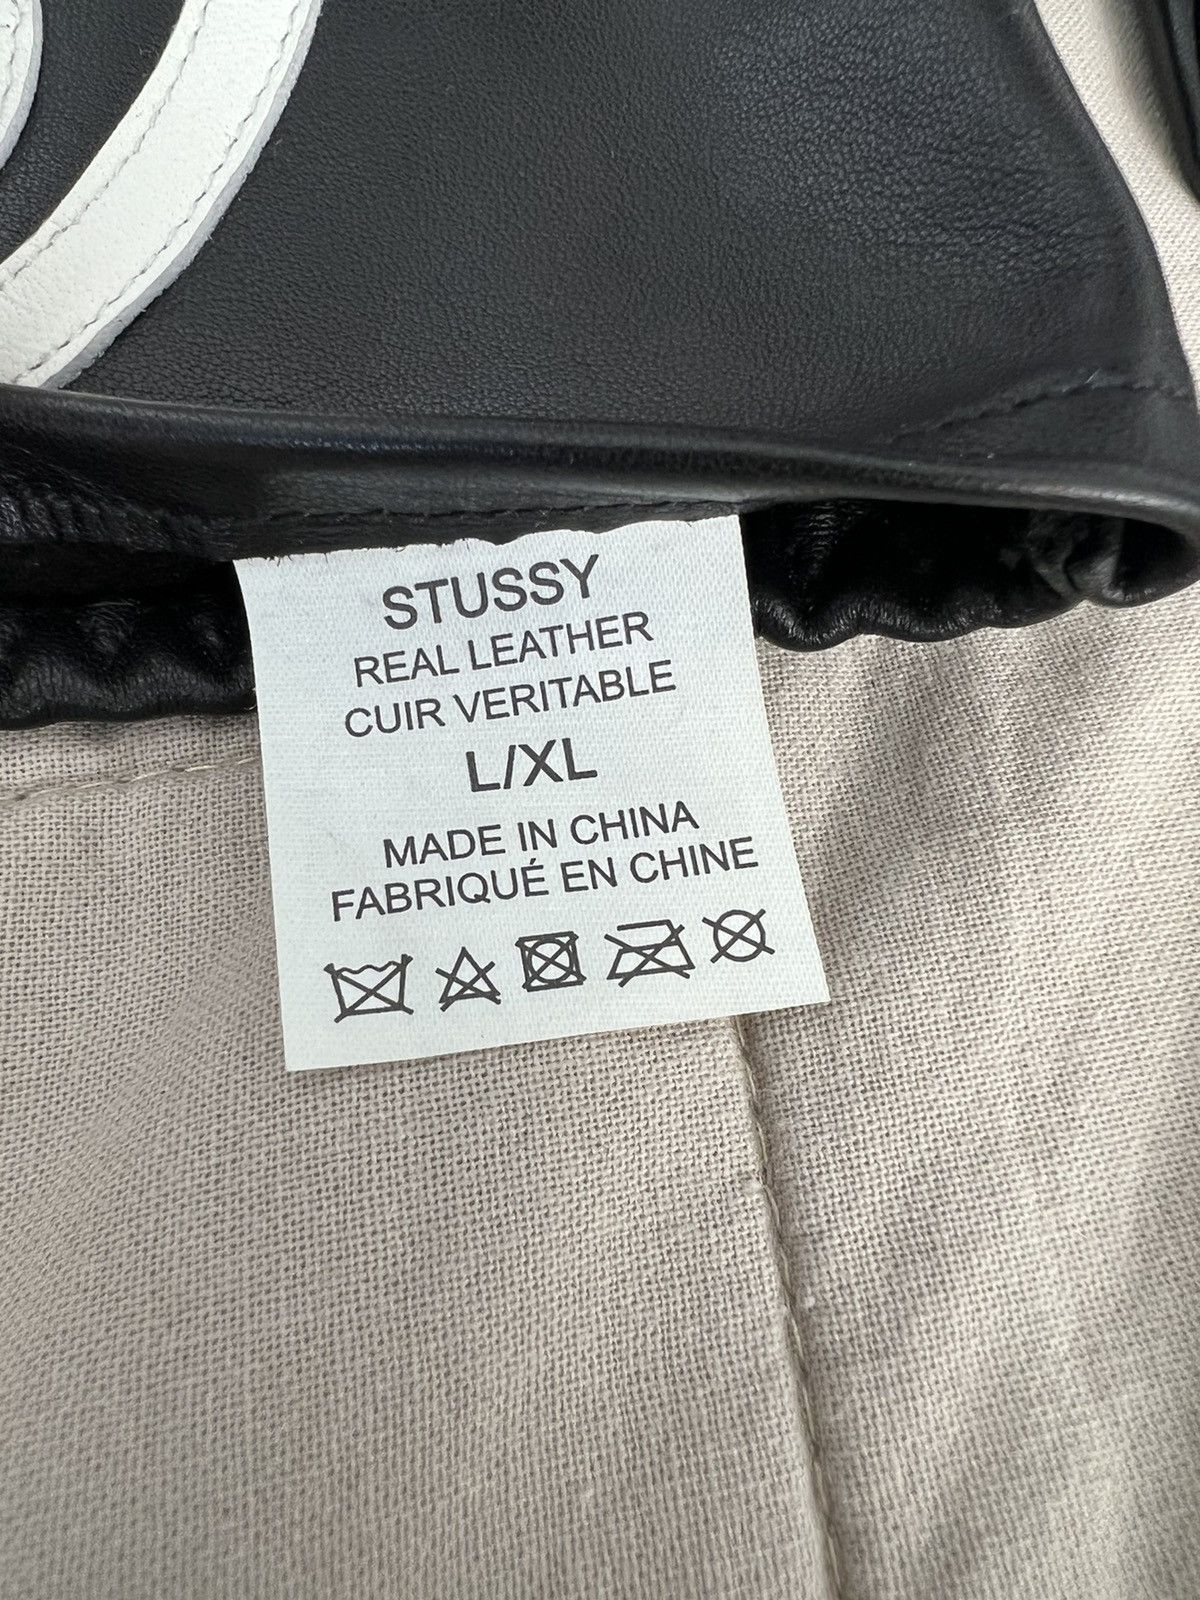 STUSSY
REAL LEATHER
CUIR VERITABLE
L/XL
MADE IN CHINA
FABRIQUÉ EN CHINE